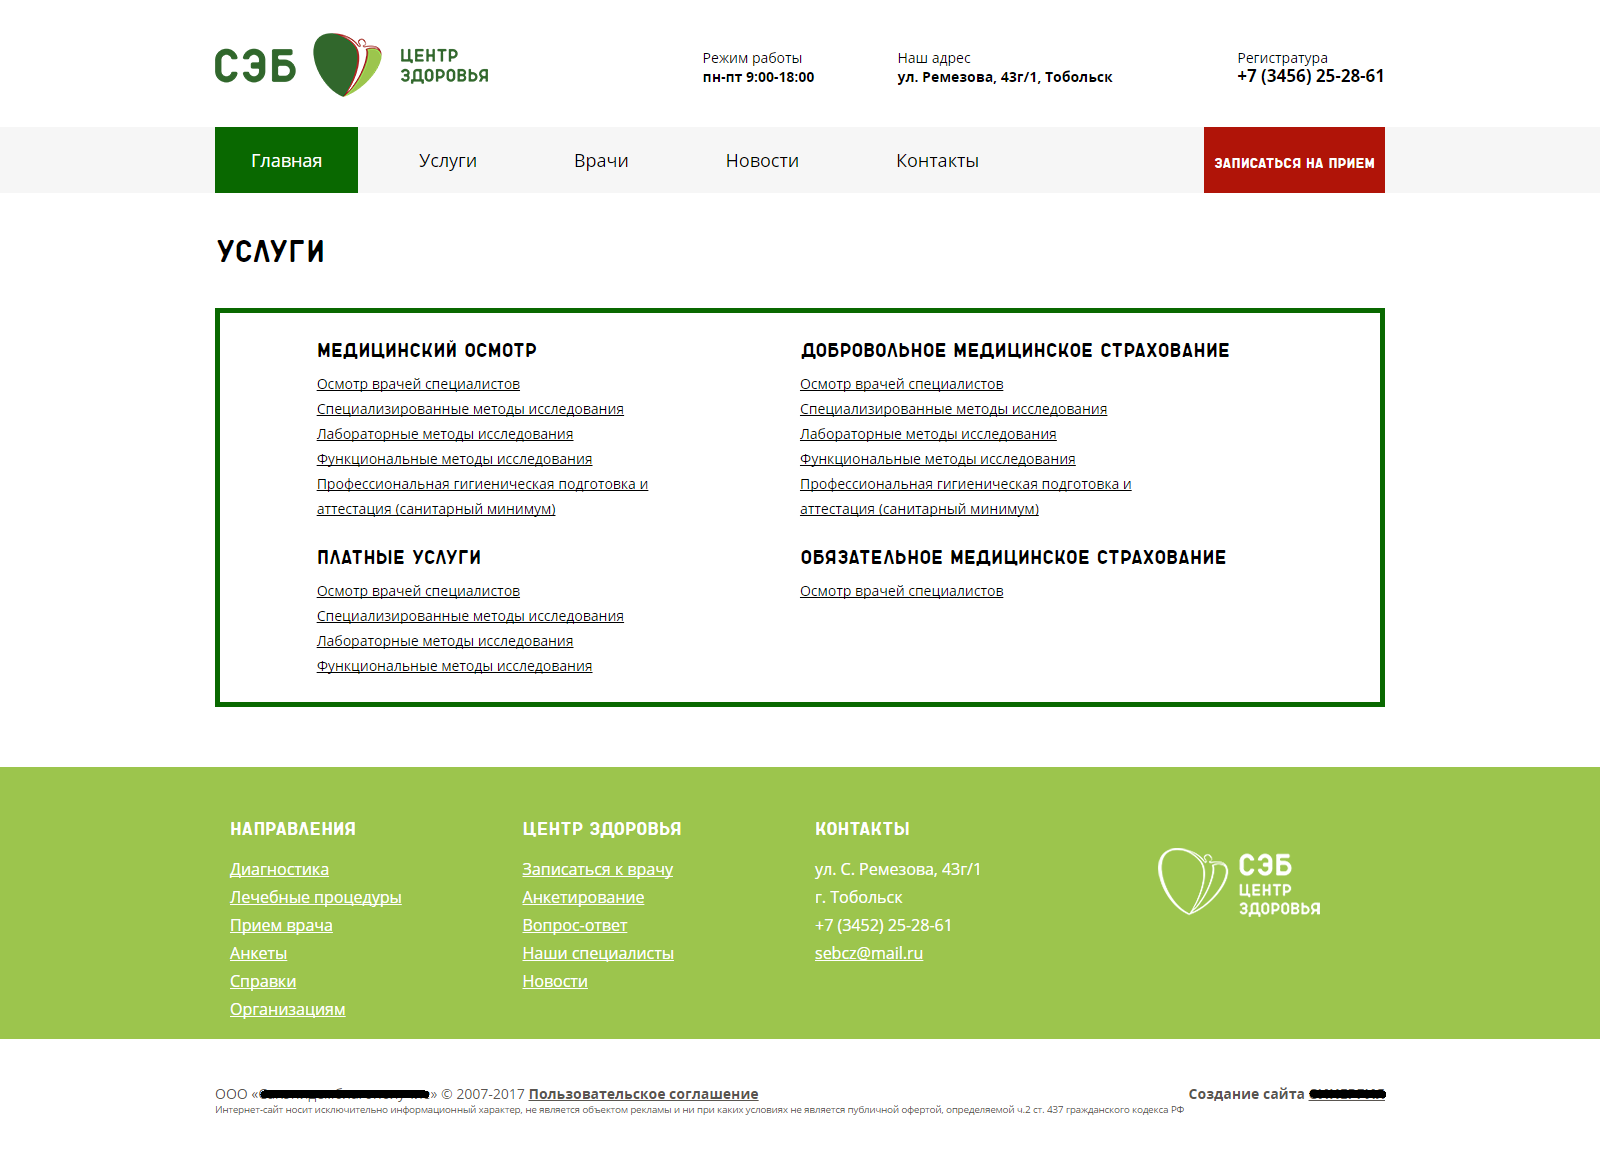 СЭБ
ЦЕНТР
ЗДОРОВЬЯ
Режим работы
пн-пт 9:00-18:00
Наш адрес
ул. Ремезова, 43г/1, Тобольск
Регистратура
+7 (3456) 25-28-61
Главная
Услуги
Врачи
Новости
Контакты
ЗАПИСАТЬСЯ НА ПРИЕМ
УСЛУГИ
МЕДИЦИНСКИЙ ОСМОТР
Осмотр врачей специалистов
Специализированные методы исследования
Лабораторные методы исследования
Функциональные методы исследования
Профессиональная гигиеническая подготовка и
аттестация (санитарный минимум)
ДОБРОВОЛЬНОЕ МЕДИЦИНСКОЕ СТРАХОВАНИЕ
Осмотр врачей специалистов
Специализированные методы исследования
Лабораторные методы исследования
Функциональные методы исследования
Профессиональная гигиеническая подготовка и
аттестация (санитарный минимум)
ПЛАТНЫЕ УСЛУГИ
Осмотр врачей специалистов
Специализированные методы исследования
Лабораторные методы исследования
Функциональные методы исследования
ОБЯЗАТЕЛЬНОЕ МЕДИЦИНСКОЕ СТРАХОВАНИЕ
Осмотр врачей специалистов
НАПРАВЛЕНИЯ
Диагностика
Лечебные процедуры
Прием врача
Анкеты
Справки
Организациям
ЦЕНТР ЗДОРОВЬЯ
Записаться к врачу
Анкетирование
Вопрос-ответ
Наши специалисты
Новости
КОНТАКТЫ
ул. С. Ремезова, 43г/1
г. Тобольск
+7 (3452) 25-28-61
sebcz@mail.ru
СЭБ
ЦЕНТР
ЗДОРОВЬЯ
ООО « » © 2007-2017 Пользовательское соглашение
Создание сайта
Интернет-сайт носит исключительно информационный характер, не является объектом рекламы и ни при каких условиях не является публичной офертой, определяемой ч.2 ст. 437 гражданского кодекса РФ